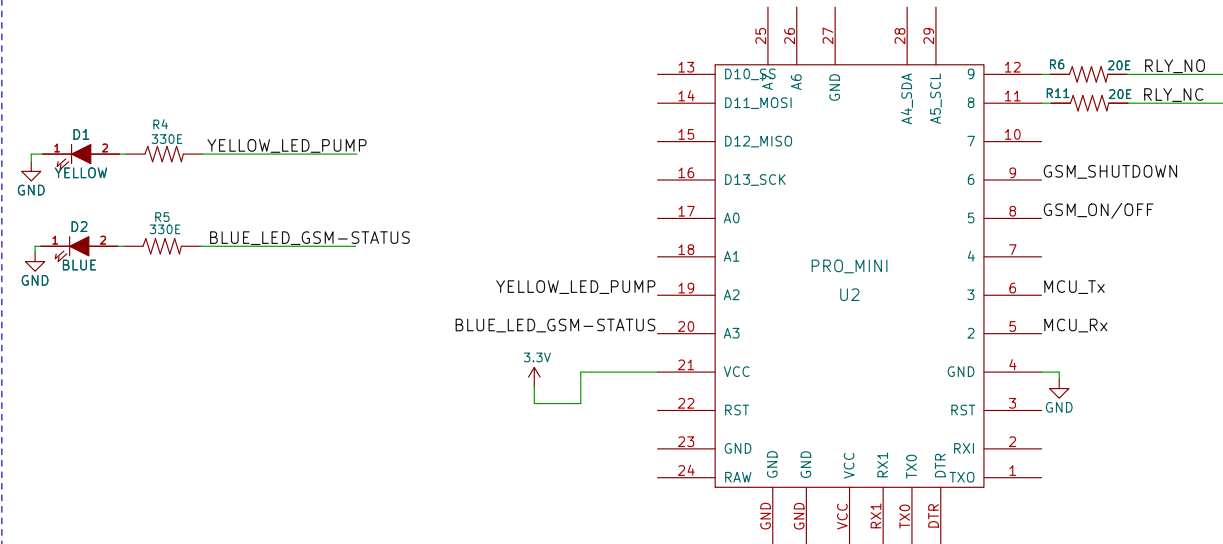 25 26 27 28 29
13 D10_SS A7 A6 GND A4_SDA A5_SCL 9 12 R6 20E RLY_NO
14 D11_MOSI 8 11 R11 20E RLY_NC
15 D12_MISO 7 10
16 D13_SCK 6 9 GSM_SHUTDOWN
17 A0 5 8 GSM_ON/OFF
18 A1 4 7
YELLOW_LED_PUMP 19 A2 3 6 MCU_Tx
BLUE_LED_GSM-STATUS 20 A3 2 5 MCU_Rx
3.3V
21 VCC GND 4
GND
22 RST RST 3
23 GND RXI 2
24 RAW GND GND VCC RX1 TX0 DTR TXO 1
GND GND VCC RX1 TX0 DTR
PRO_MINI
U2
D1 R4
330E YELLOW_LED_PUMP
1 2
YELLOW
GND
D2 R5
330E BLUE_LED_GSM-STATUS
1 2
BLUE
GND